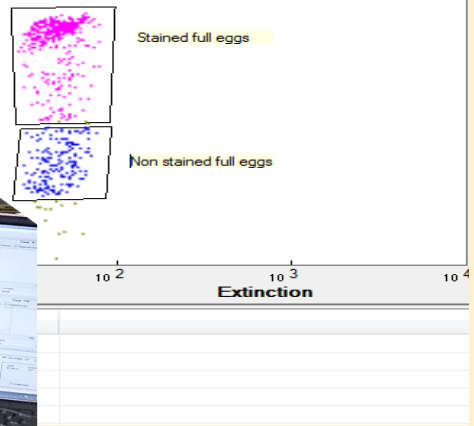 Stained full eggs
Non stained full eggs
10 2
10 3
10 4
Extinction